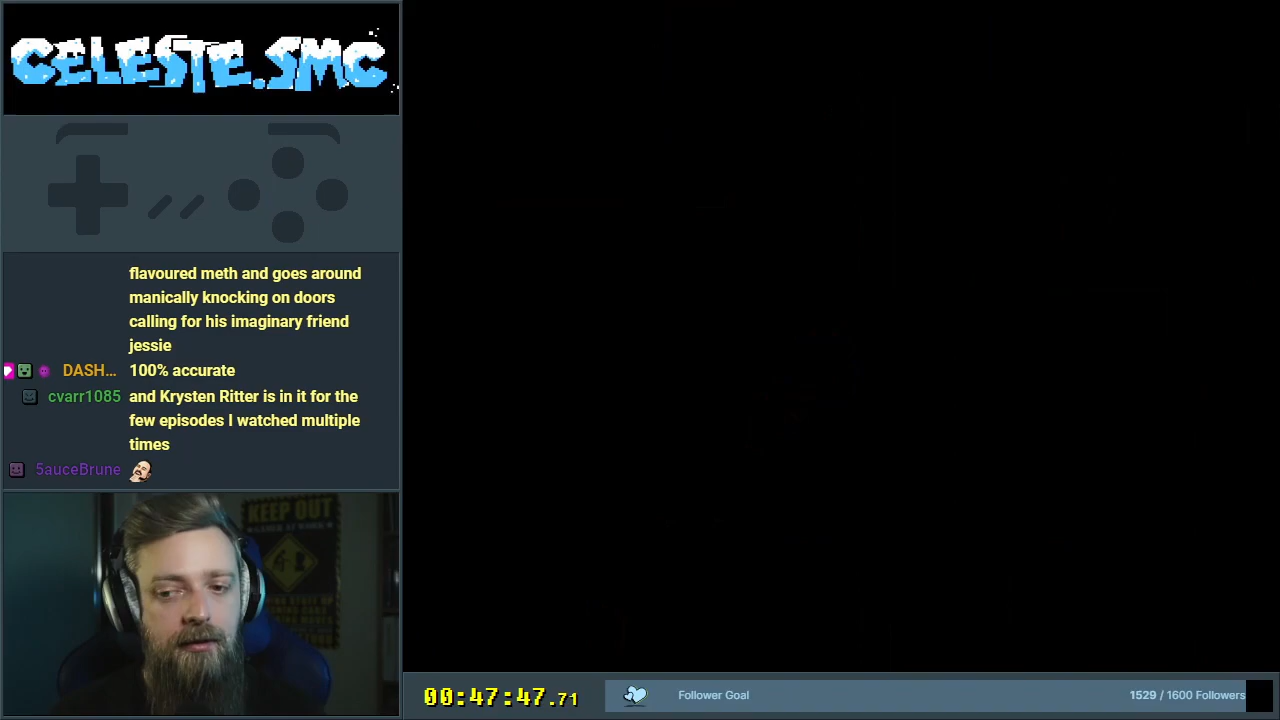 CELESTE.SMC
flavoured meth and goes around
manically knocking on doors
calling for his imaginary friend
jessie
DASH... 100% accurate
cvarr1085 and Krysten Ritter is in it for the
few episodes I watched multiple
times
5auceBrune
KEEP OUT
00:47:47.71
Follower Goal
1529 / 1600 Followers